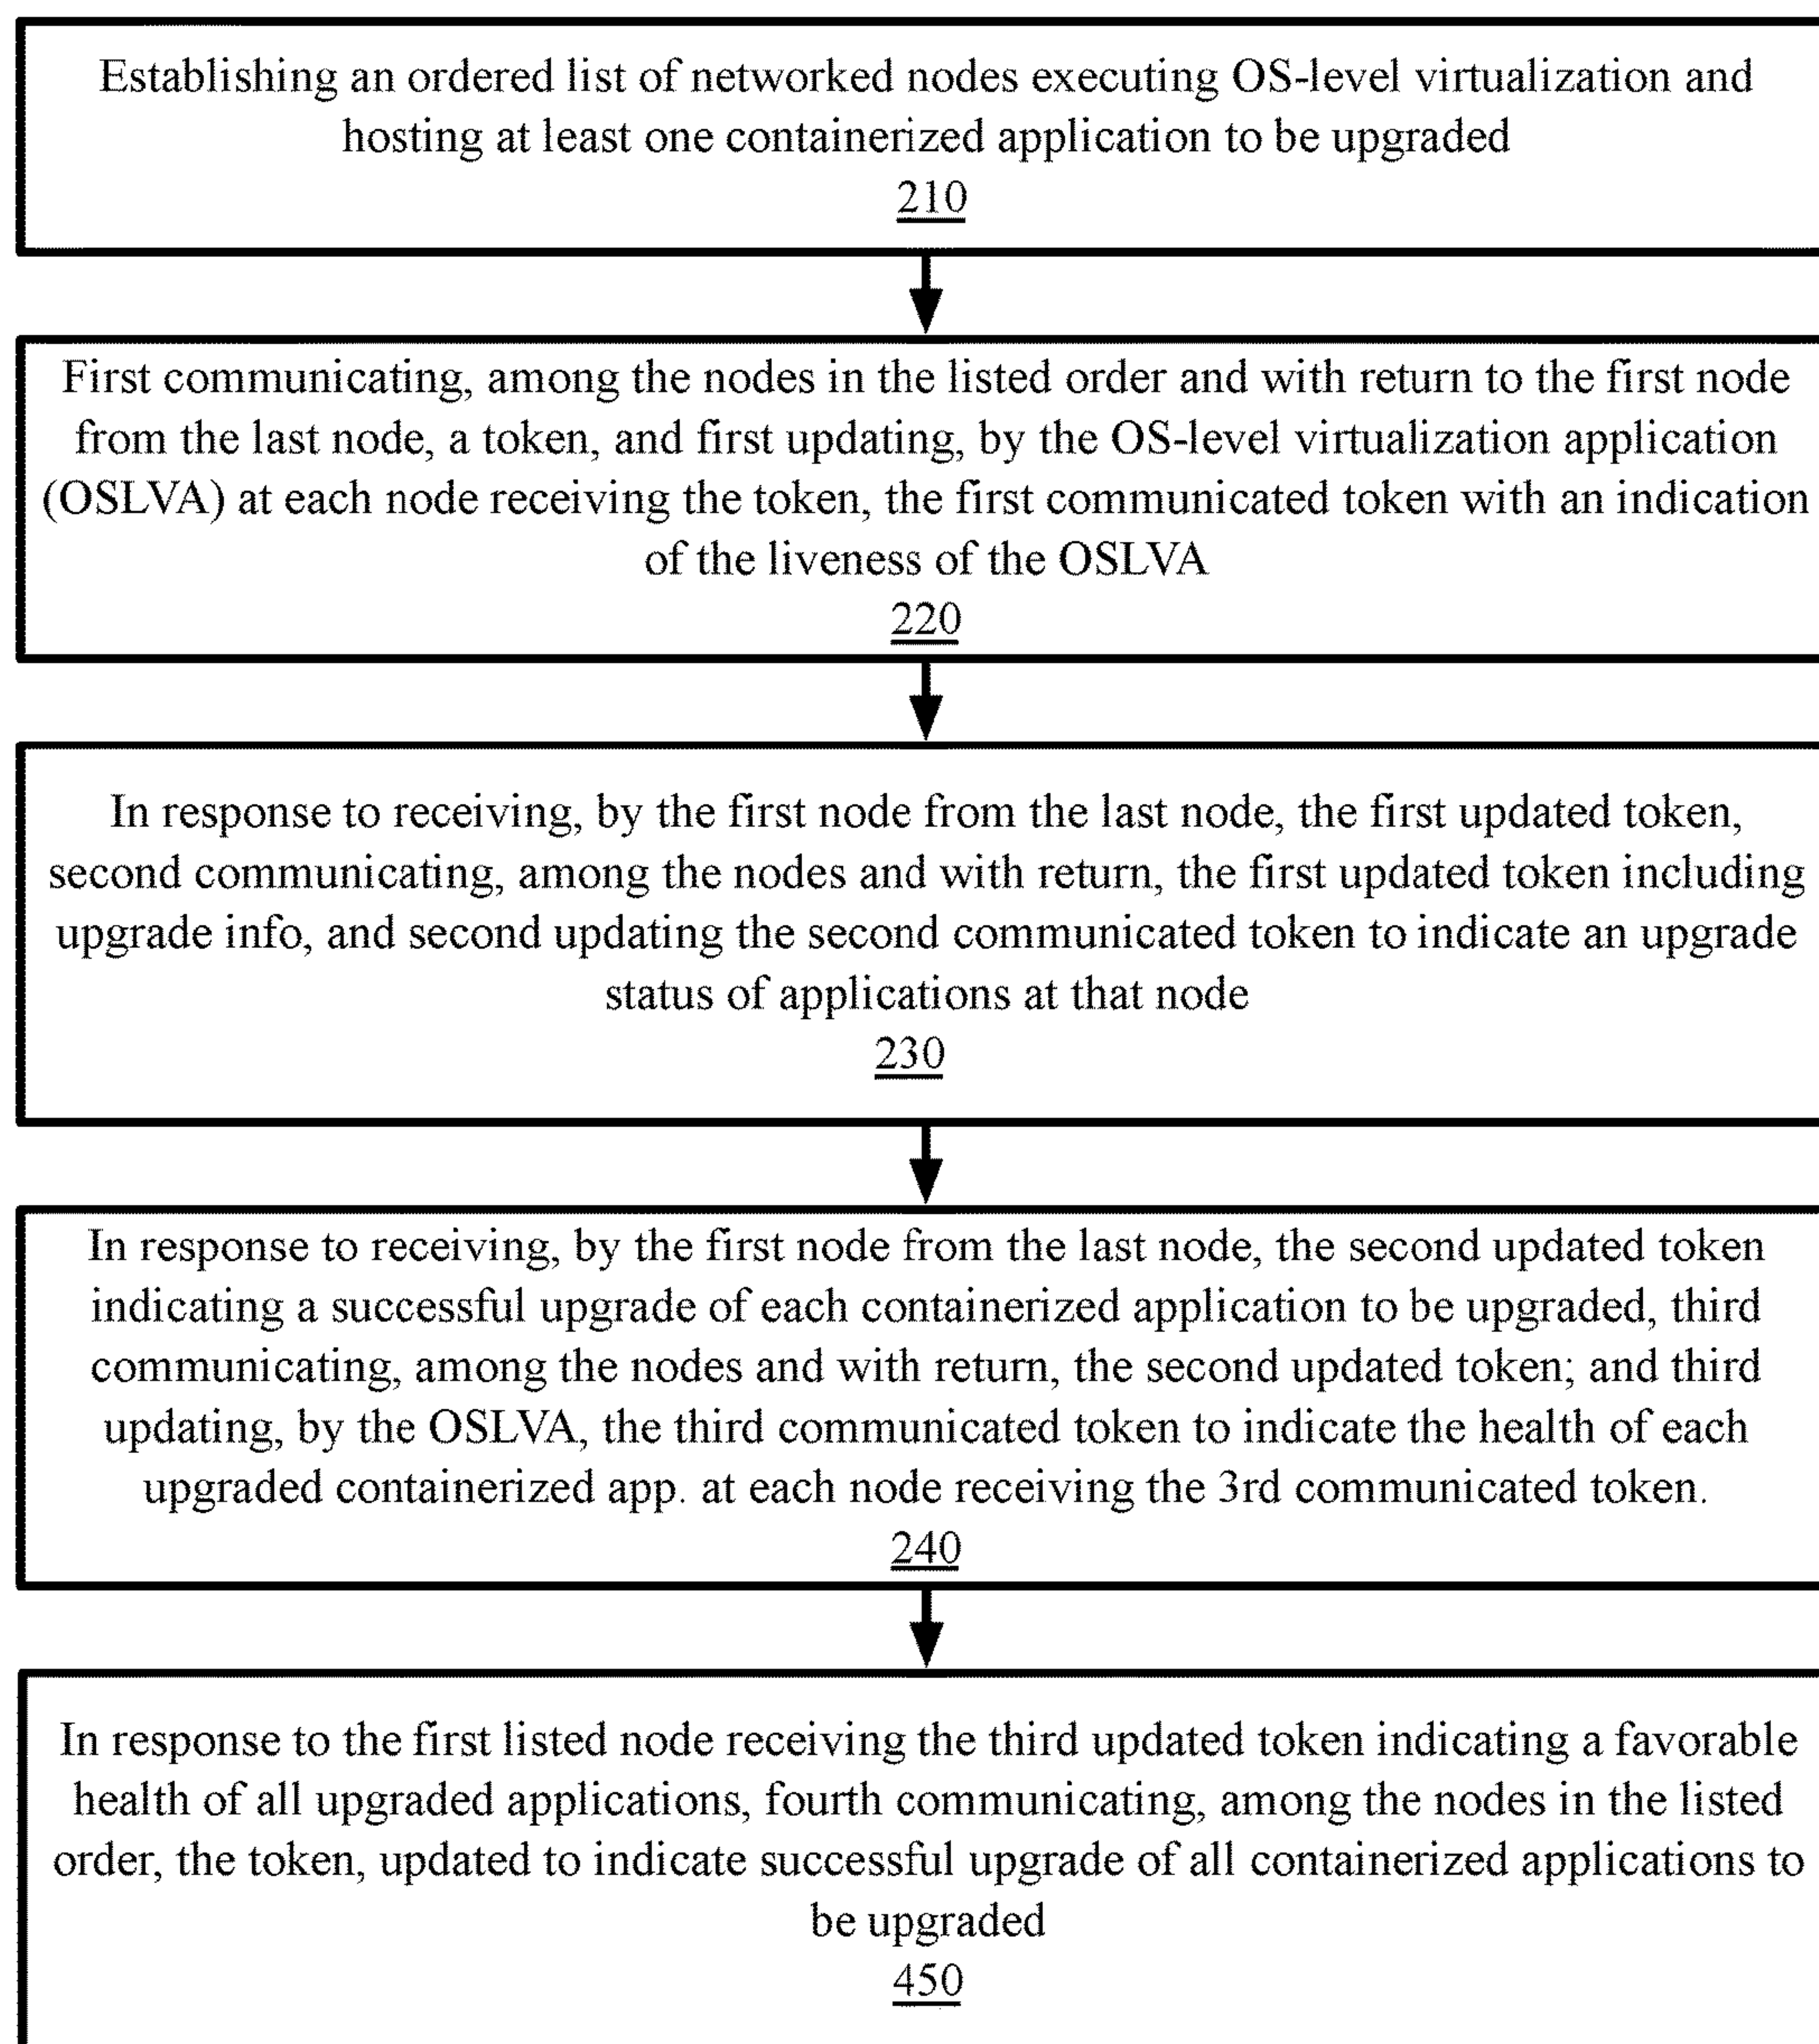 Establishing an ordered list of networked nodes executing OS-level virtualization and
hosting at least one containerized application to be upgraded
210
First communicating, among the nodes in the listed order and with return to the first node
from the last node, a token, and first updating, by the OS-level virtualization application
(OSLVA) at each node receiving the token, the first communicated token with an indication
of the liveness of the OSLVA
220
In response to receiving, by the first node from the last node, the first updated token,
second communicating, among the nodes and with return, the first updated token including
upgrade info, and second updating the second communicated token to indicate an upgrade
status of applications at that node
230
In response to receiving, by the first node from the last node, the second updated token
indicating a successful upgrade of each containerized application to be upgraded, third
communicating, among the nodes and with return, the second updated token; and third
updating, by the OSLVA, the third communicated token to indicate the health of each
upgraded containerized app. at each node receiving the 3rd communicated token.
240
In response to the first listed node receiving the third updated token indicating a favorable
health of all upgraded applications, fourth communicating, among the nodes in the listed
order, the token, updated to indicate successful upgrade of all containerized applications to
be upgraded
450